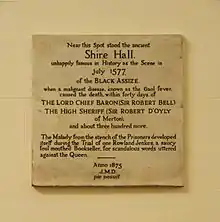 Near this Spot stood the ancient
Shire Hall,
unhappily famous in History as the Scene in
July 1577
of the BLACK ASSIZE,
when a malignant disease, known as the Gaol fever,
caused the death, within forty days, of
THE LORD CHIEF BARON (SIR ROBERT BELL)
THE HIGH SHERIFF (SIR ROBERT D'OYLY
of Merton)
and about three hundred more.
The Malady from the stench of the Prisoners developed
itself during the Trial of one Rowland Jenkes, a saucy
foul mouthed Bookseller, for scandalous words uttered
against the Queen.
Anno 1875
J.M.D.